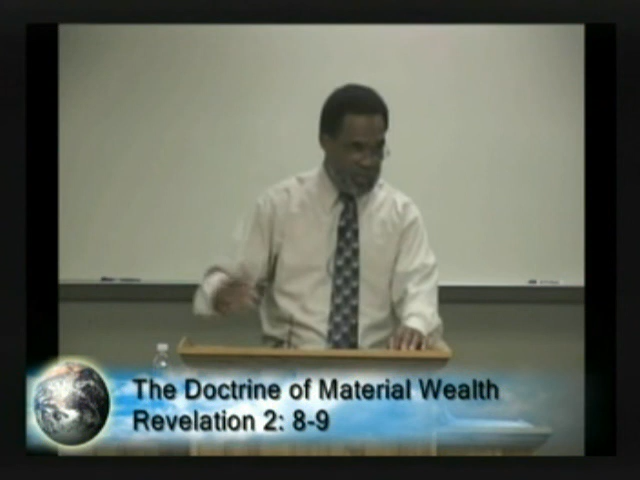 The Doctrine of Material Wealth
Revelation 2: 8-9